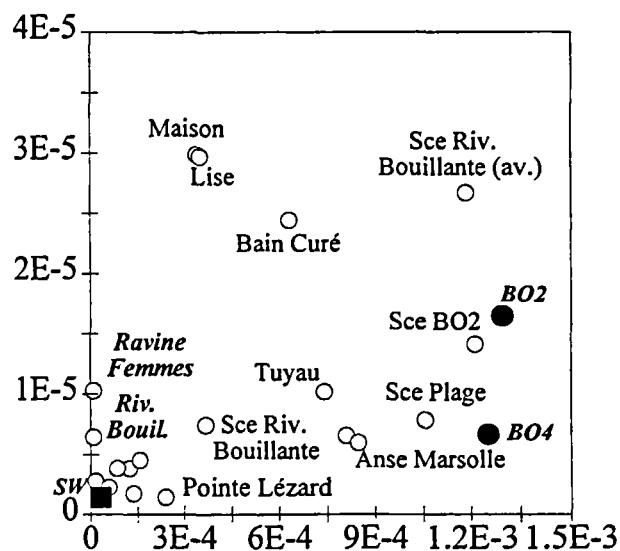 4E-5
Maison
Sce Riv.
3E-5
Bouillante (av.)
Lise
Bain Curé
2E-5
BO2
Sce BO2
Ravine
Femmes
Tuyau
Sce Plage
1E-5
Riv.
Bouil.
Sce Riv.
Bouillante
BO4
Anse Marsolle
SW
Pointe Lézard
0
0 3E-4 6E-4 9E-4 1.2E-3 1.5E-3